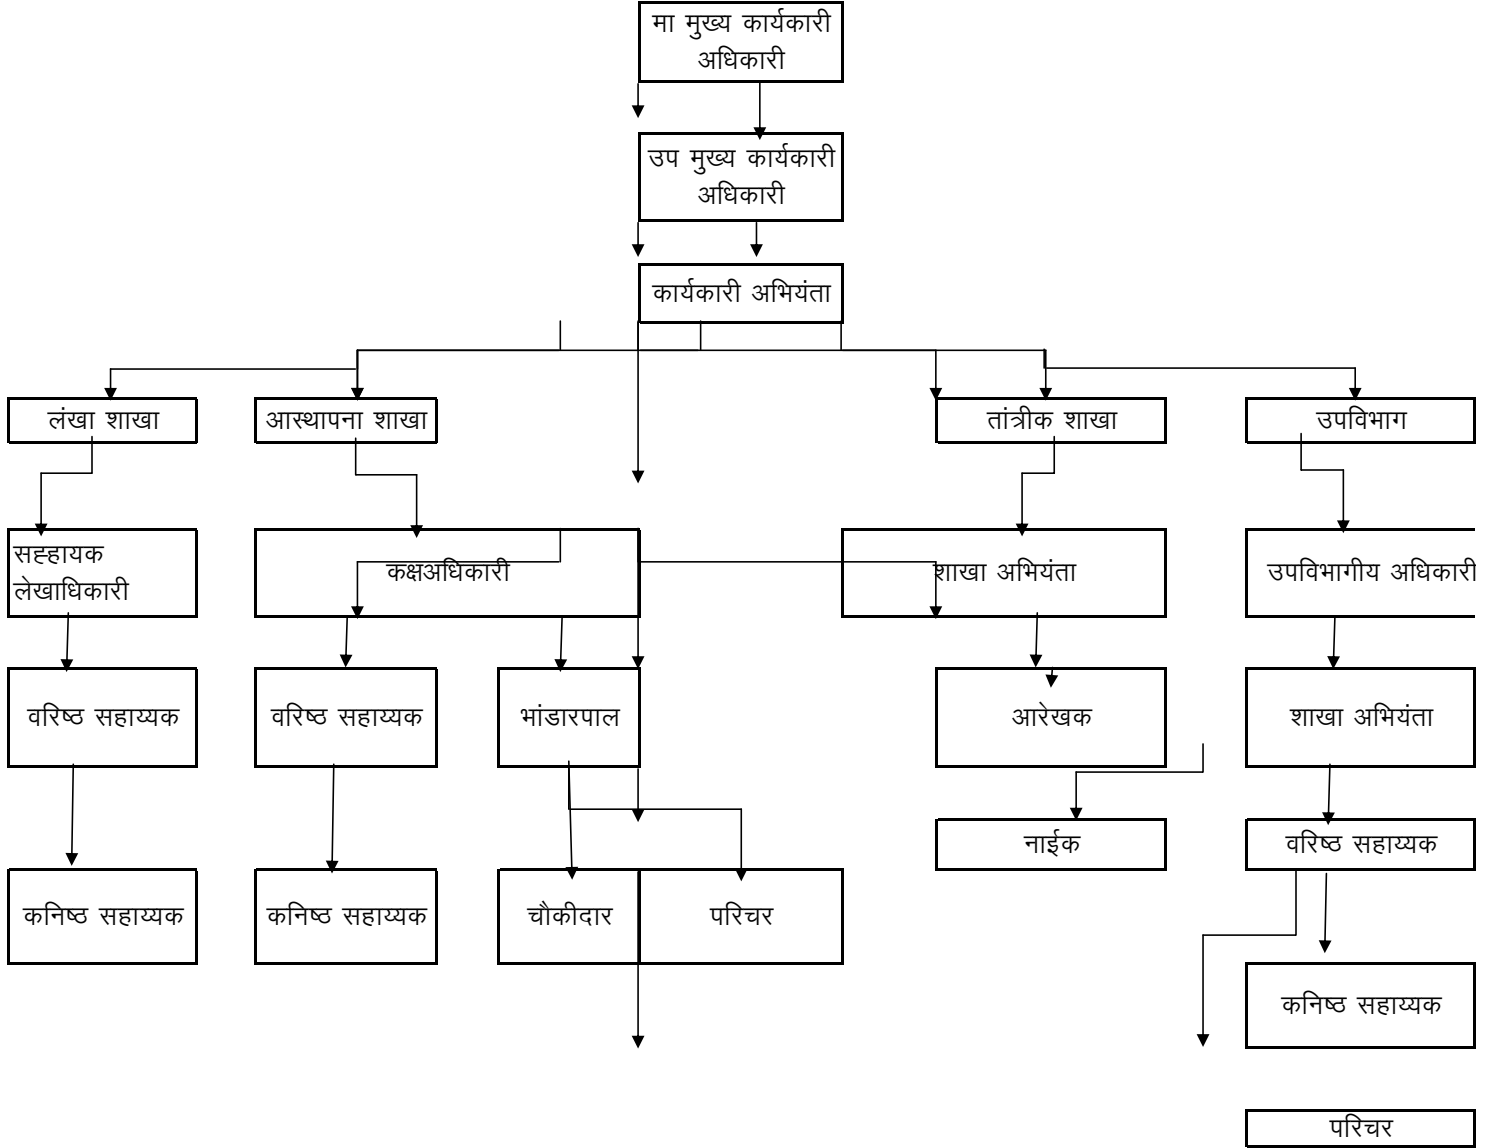 मा मुख्य कार्यकारी
अधिकारी
उप मुख्य कार्यकारी
अधिकारी
कार्यकारी अभियंता
लंखा शाखा
आस्थापना शाखा
तांत्रीक शाखा
उपविभाग
सह्हायक
लेखाधिकारी
कक्षअधिकारी
शाखा अभियंता
उपविभागीय अधिकारी
वरिष्ठ सहाय्यक
वरिष्ठ सहाय्यक
भांडारपाल
आरेखक
शाखा अभियंता
नाईक
वरिष्ठ सहाय्यक
कनिष्ठ सहाय्यक
कनिष्ठ सहाय्यक
चौकीदार
परिचर
कनिष्ठ सहाय्यक
परिचर